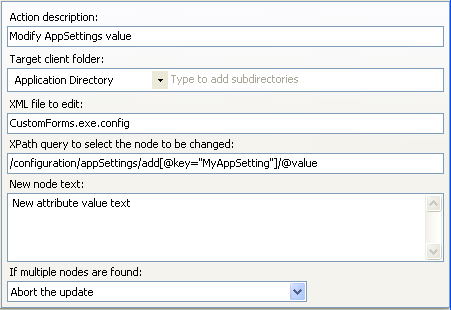 Action description:
Modify AppSettings value
Target client folder:
Application Directory Type to add subdirectories
XML file to edit:
CustomForms.exe.config
XPath query to select the node to be changed:
/configuration/appSettings/add[@key="MyAppSetting"]/@value
New node text:
New attribute value text
If multiple nodes are found:
Abort the update